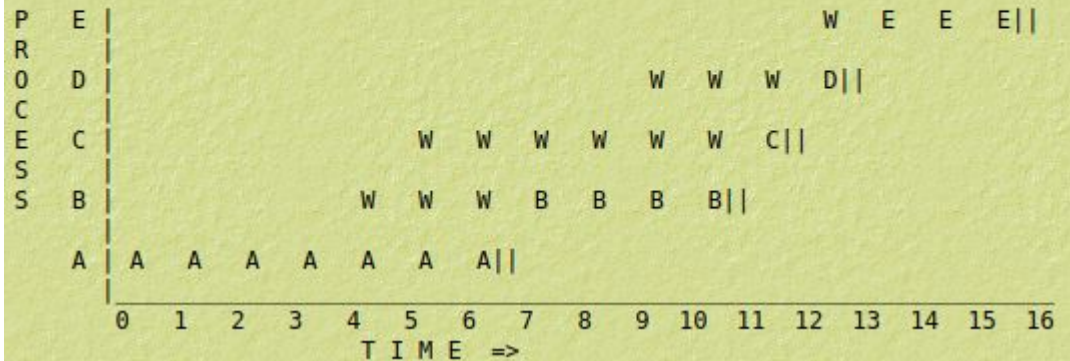 P E | W E E E||
R |
O D | W W W D||
C |
E C | W W W W W W C||
S |
S B | W W W B B B B||
|
A | A A A A A A A||
|
0 1 2 3 4 5 6 7 8 9 10 11 12 13 14 15 16
T I M E =>